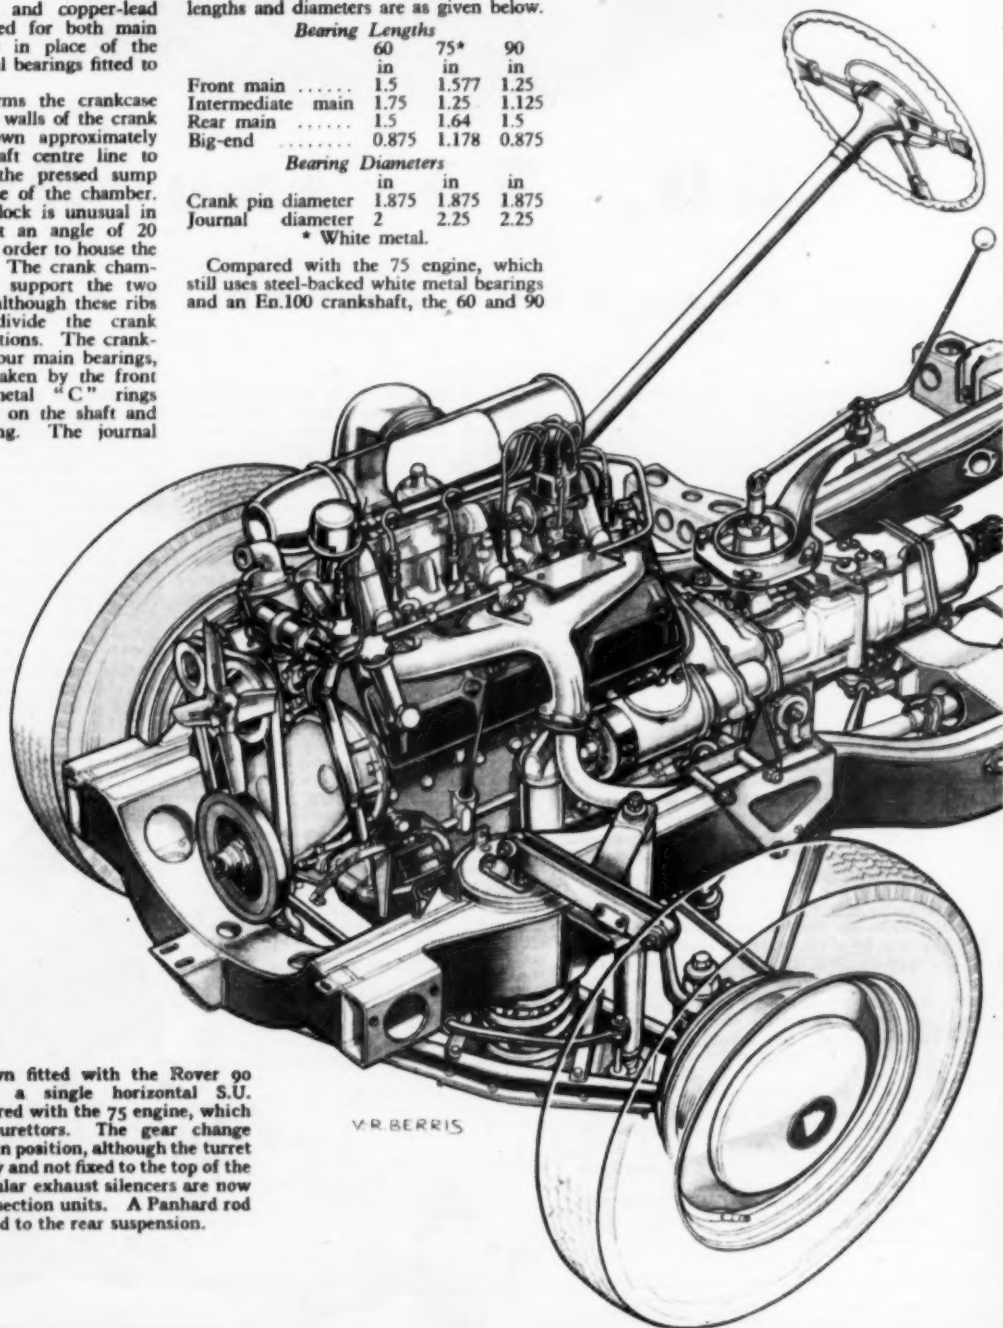 and copper-lead
ed for both main
in place of the
l bearings fitted to
rms the crankcase
walls of the crank
own approximately
aft centre line to
the pressed sump
e of the chamber.
lock is unusual in
t an angle of 20
order to house the
The crank cham-
support the two
although these ribs
divide the crank
tions. The crank-
our main bearings,
aken by the front
netal "C" rings
on the shaft and
ng. The journal
lengths and diameters are as given below.
Bearing Lengths
60 75* 90
in in in
Front main ...... 1.5 1.577 1.25
Intermediate main 1.75 1.25 1.125
Rear main ...... 1.5 1.64 1.5
Big-end ........ 0.875 1.178 0.875
Bearing Diameters
in in in
Crank pin diameter 1.875 1.875 1.875
Journal diameter 2 2.25 2.25
* White metal.
Compared with the 75 engine, which
still uses steel-backed white metal bearings
and an En.100 crankshaft, the 60 and 90
wn fitted with the Rover 90
a single horizontal S.U.
red with the 75 engine, which
urettors. The gear change
n position, although the turret
y and not fixed to the top of the
ular exhaust silencers are now
section units. A Panhard rod
d to the rear suspension.
V.R.BERRIS